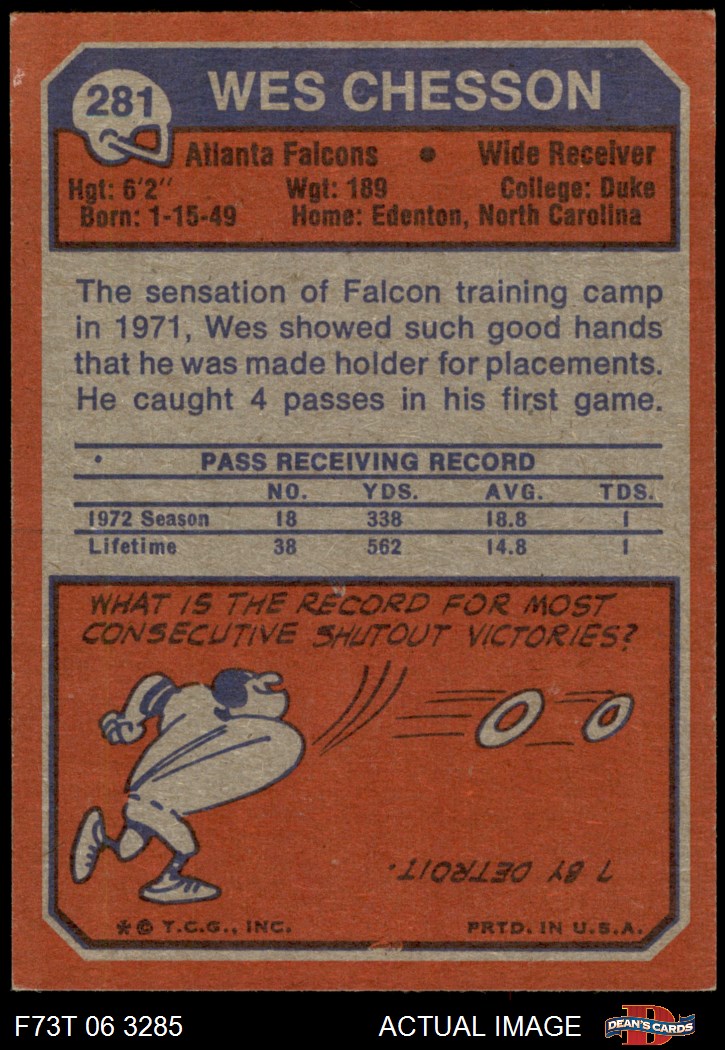 281
WES CHESSON
Atlanta Falcons • Wide Receiver
Hgt: 6'2" Wgt: 189 College: Duke
Born: 1-15-49 Home: Edenton, North Carolina
The sensation of Falcon training camp
in 1971, Wes showed such good hands
that he was made holder for placements.
He caught 4 passes in his first game.
PASS RECEIVING RECORD
NO. YDS. AVG. TDS.
1972 Season 18 338 18.8 1
Lifetime 38 562 14.8 1
WHAT IS THE RECORD FOR MOST
CONSECUTIVE SHUTOUT VICTORIES?
7 BY DETROIT.
* © T.C.G., INC. PRTD. IN U.S.A.
F73T 06 3285 ACTUAL IMAGE D DEAN'S CARDS